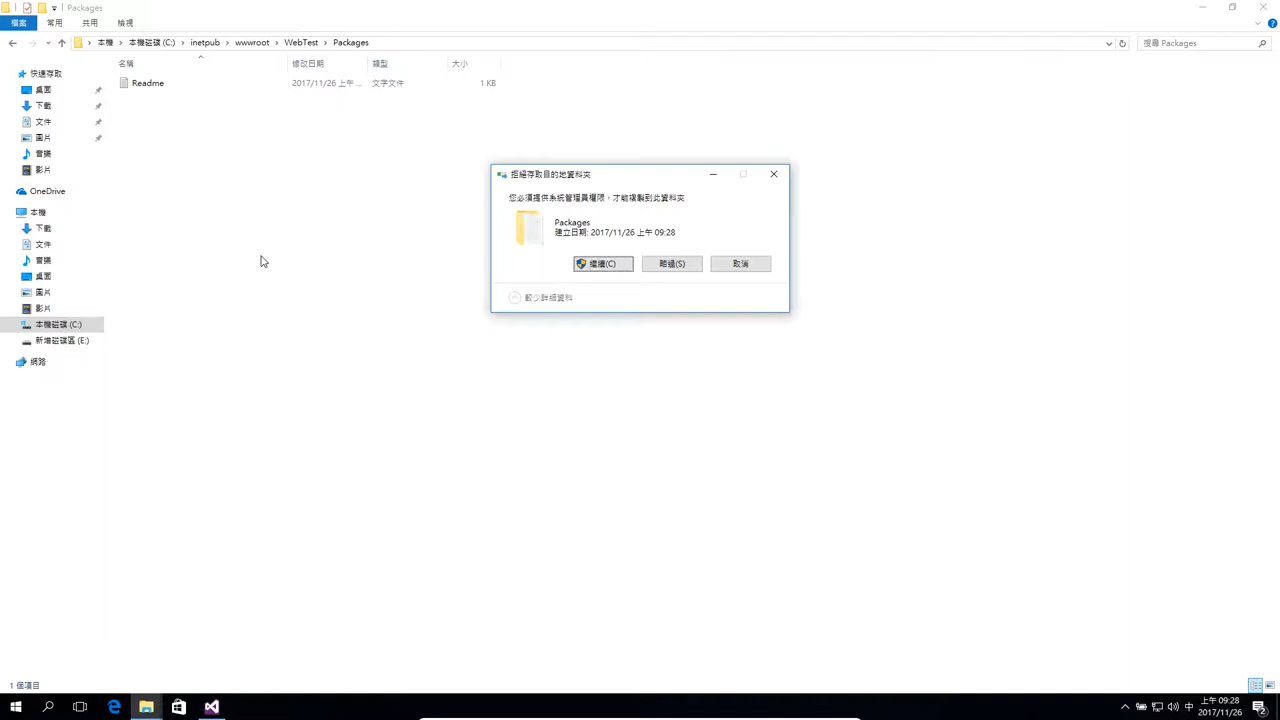 Packages
檔案 常用 共用 檢視
本機 › 本機磁碟 (C:) › inetpub › wwwroot › WebTest › Packages
搜尋 Packages
名稱 修改日期 類型 大小
Readme 2017/11/26 上午 ... 文字文件 1 KB
快速存取
桌面
下載
文件
圖片
音樂
影片
OneDrive
本機
下載
文件
音樂
桌面
圖片
影片
本機磁碟 (C:)
新增磁碟區 (E:)
網路
拒絕存取目的地資料夾
您必須提供系統管理員權限，才能複製到此資料夾
Packages
建立日期: 2017/11/26 上午 09:28
繼續(C) 略過(S) 取消
較少詳細資料
1 個項目
中
上午 09:28
2017/11/26
2